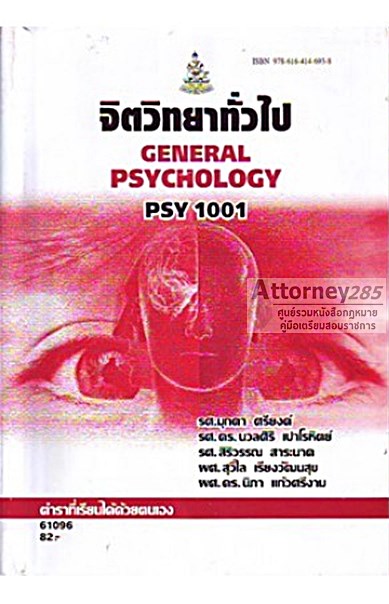 ISBN 978-616-414-693-8
จิตวิทยาทั่วไป
GENERAL
PSYCHOLOGY
PSY 1001
Attorney285
ศูนย์รวมหนังสือกฎหมาย
คู่มือเตรียมสอบราชการ
รศ.มุกดา ศรียงค์
รศ.ดร.นวลศิริ เปาโรหิตย์
รศ.สิริวรรณ สาระนาค
ผศ.สุวิไล เรียงวัฒนสุข
ผศ.ดร.นิภา แก้วศรีงาม
ตำราที่เรียนได้ด้วยตนเอง
61096
82.-